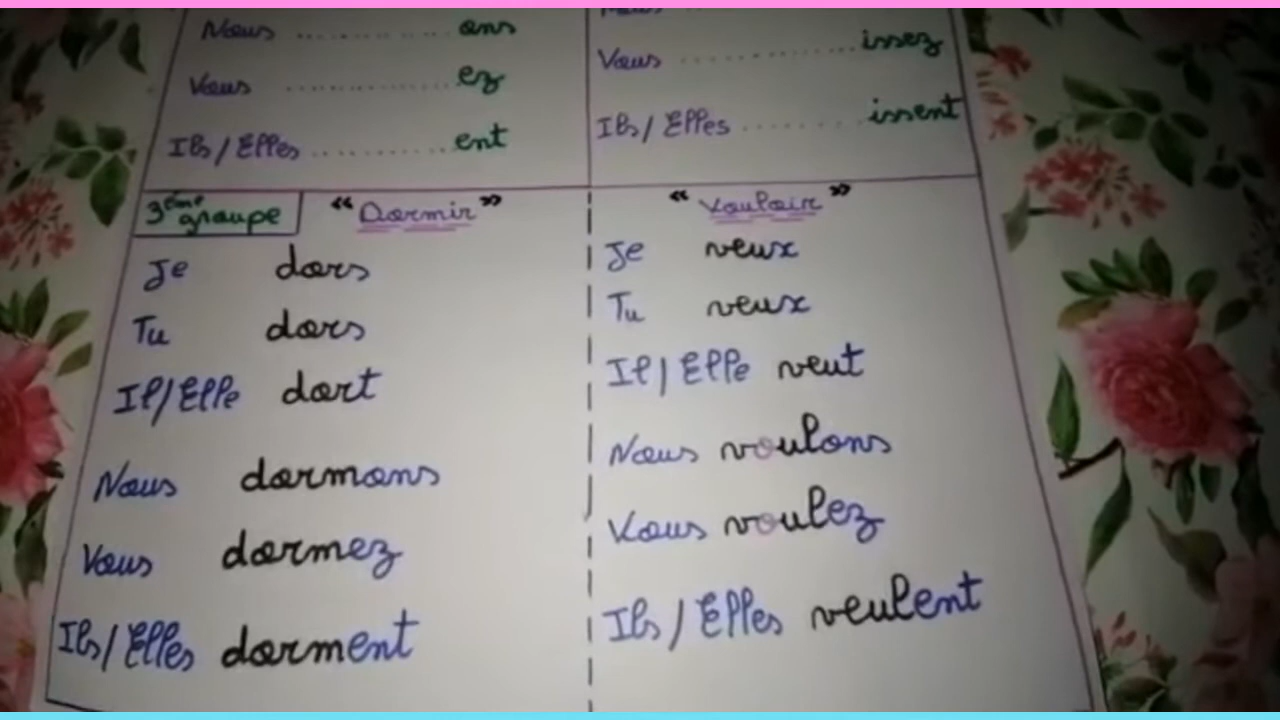 Nous .............. ons
Vous .............. ez
Ils/Elles ........... ent
Vous .............. issez
Ils/Elles ......... issent
3ème groupe
“ Dormir ”
Je dors
Tu dors
Il/Elle dort
Nous dormons
Vous dormez
Ils/Elles dorment
“ Vouloir ”
Je veux
Tu veux
Il/Elle veut
Nous voulons
Vous voulez
Ils/Elles veulent